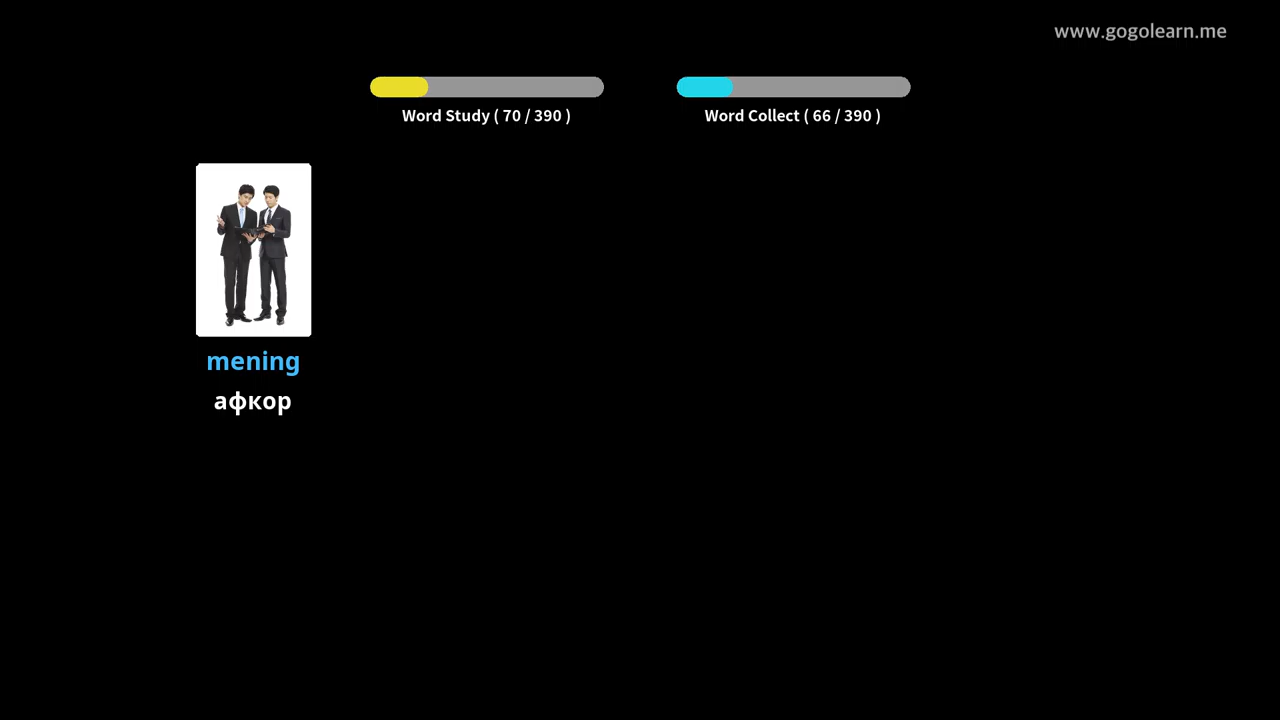 www.gogolearn.me
Word Study ( 70 / 390 )
Word Collect ( 66 / 390 )
mening
афкор